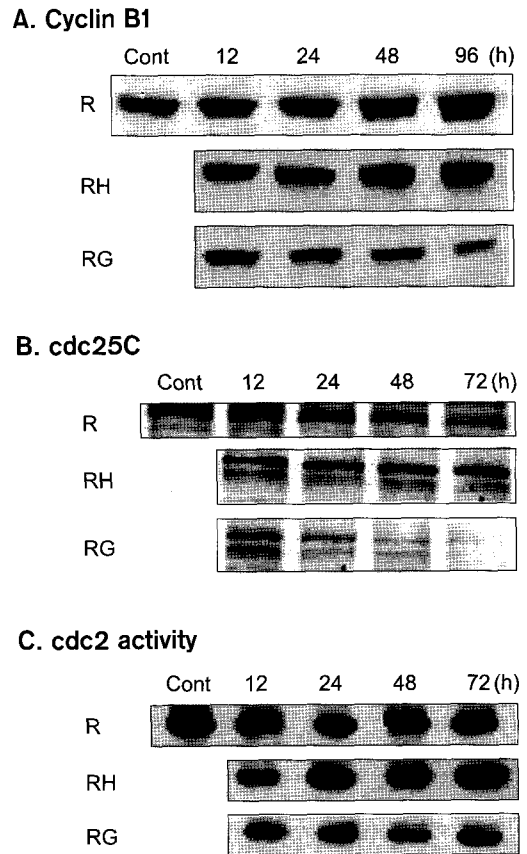 A. Cyclin B1
Cont 12 24 48 96 (h)
R
RH
RG
B. cdc25C
Cont 12 24 48 72 (h)
R
RH
RG
C. cdc2 activity
Cont 12 24 48 72 (h)
R
RH
RG